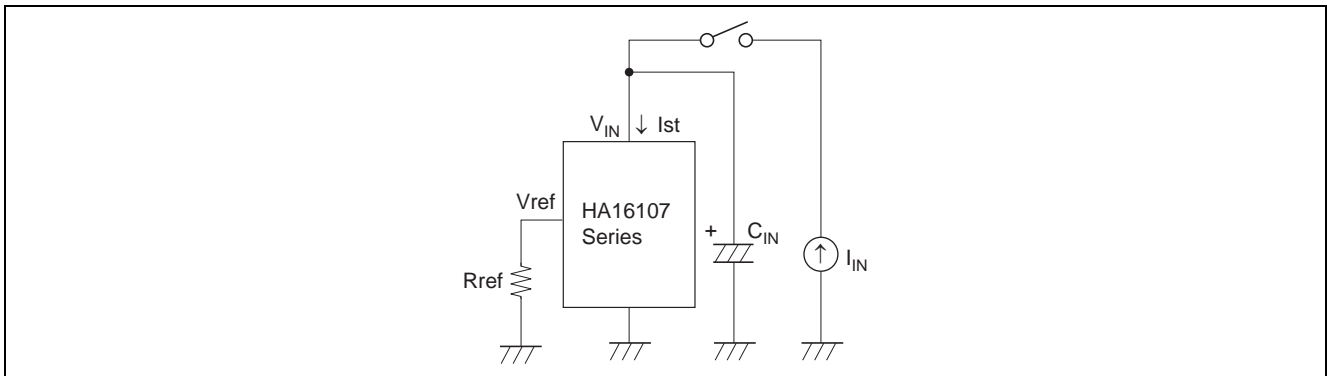 V_IN ↓ Ist
Vref
HA16107
Series
+ C_IN
I_IN
Rref